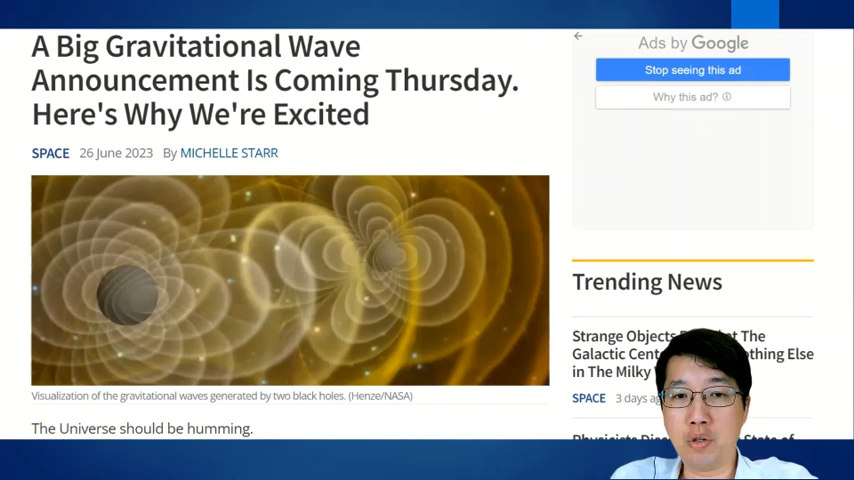 A Big Gravitational Wave
Announcement Is Coming Thursday.
Here's Why We're Excited
SPACE 26 June 2023 By MICHELLE STARR
Visualization of the gravitational waves generated by two black holes. (Henze/NASA)
The Universe should be humming.
Ads by Google
Stop seeing this ad
Why this ad?
Trending News
Strange Objects The
Galactic Else
in The Milky
SPACE 3 days